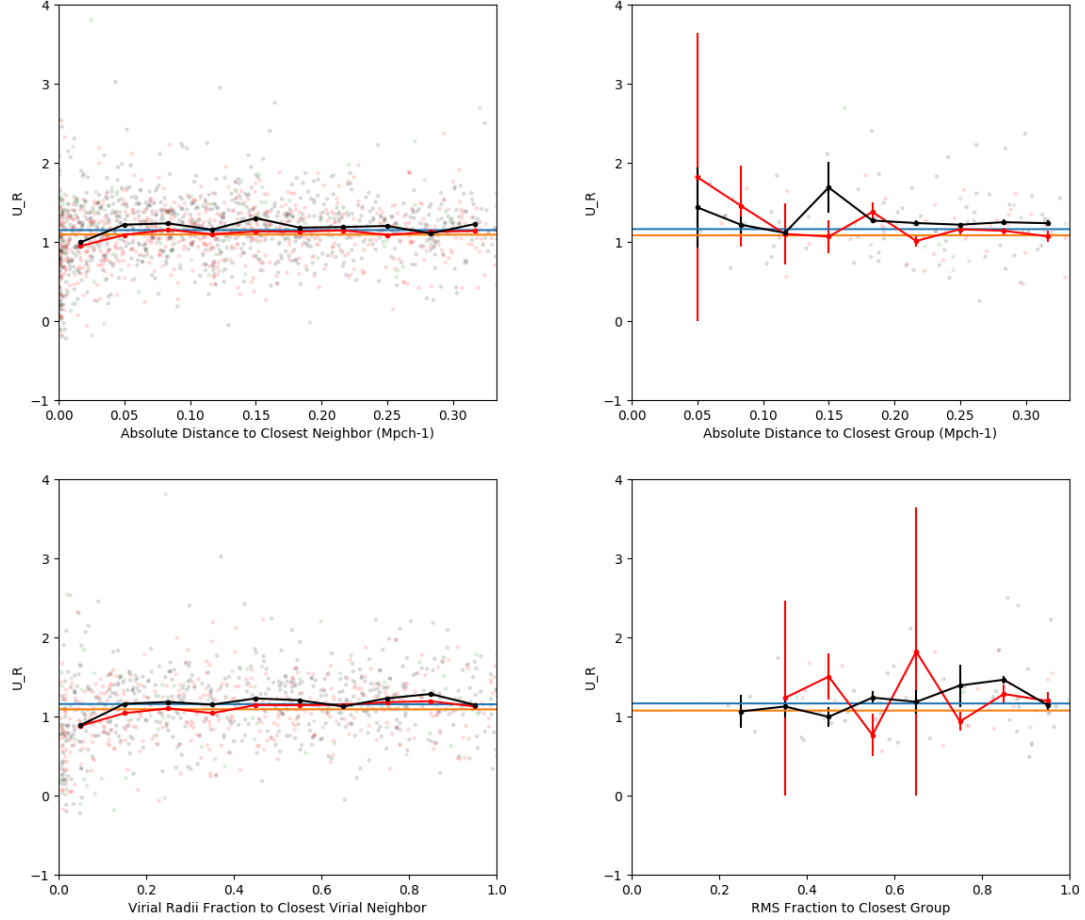 4
3
2
1
0
−1
U_R
0.00 0.05 0.10 0.15 0.20 0.25 0.30
Absolute Distance to Closest Neighbor (Mpch-1)
4
3
2
1
0
−1
U_R
0.00 0.05 0.10 0.15 0.20 0.25 0.30
Absolute Distance to Closest Group (Mpch-1)
4
3
2
1
0
−1
U_R
0.0 0.2 0.4 0.6 0.8 1.0
Virial Radii Fraction to Closest Virial Neighbor
4
3
2
1
0
−1
U_R
0.0 0.2 0.4 0.6 0.8 1.0
RMS Fraction to Closest Group